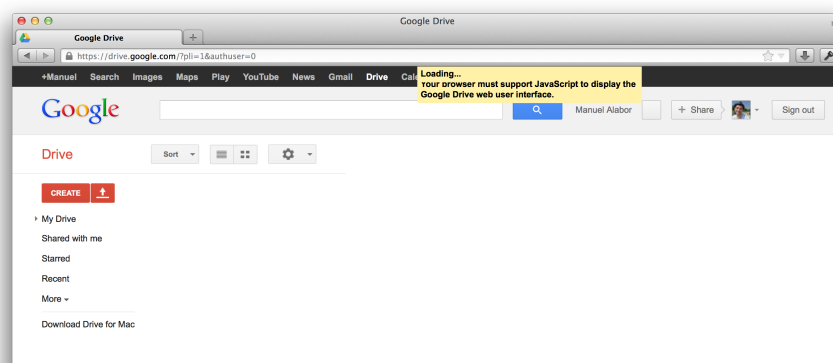 Google Drive
Google Drive
https://drive.google.com/?pli=1&authuser=0
+Manuel Search Images Maps Play YouTube News Gmail Drive
Loading...
Your browser must support JavaScript to display the
Google Drive web user interface.
Google
Manuel Alabor
+ Share
Sign out
Drive
Sort
CREATE
My Drive
Shared with me
Starred
Recent
More
Download Drive for Mac